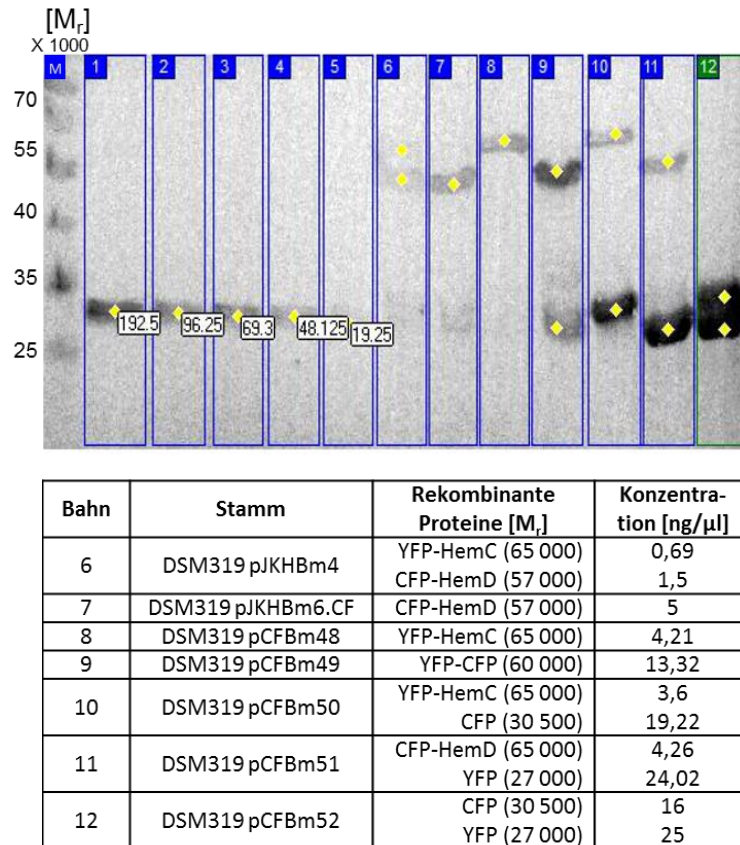 [Mr]
X 1000
M 1 2 3 4 5 6 7 8 9 10 11 12
70
55
40
35
25
192.5 96.25 69.3 48.125 19.25
Bahn Stamm Rekombinante Proteine [Mr] Konzentra-
tion [ng/µl]
6 DSM319 pJKHBm4 YFP-HemC (65 000) 0,69
CFP-HemD (57 000) 1,5
7 DSM319 pJKHBm6.CF CFP-HemD (57 000) 5
8 DSM319 pCFBm48 YFP-HemC (65 000) 4,21
9 DSM319 pCFBm49 YFP-CFP (60 000) 13,32
10 DSM319 pCFBm50 YFP-HemC (65 000) 3,6
CFP (30 500) 19,22
11 DSM319 pCFBm51 CFP-HemD (65 000) 4,26
YFP (27 000) 24,02
12 DSM319 pCFBm52 CFP (30 500) 16
YFP (27 000) 25